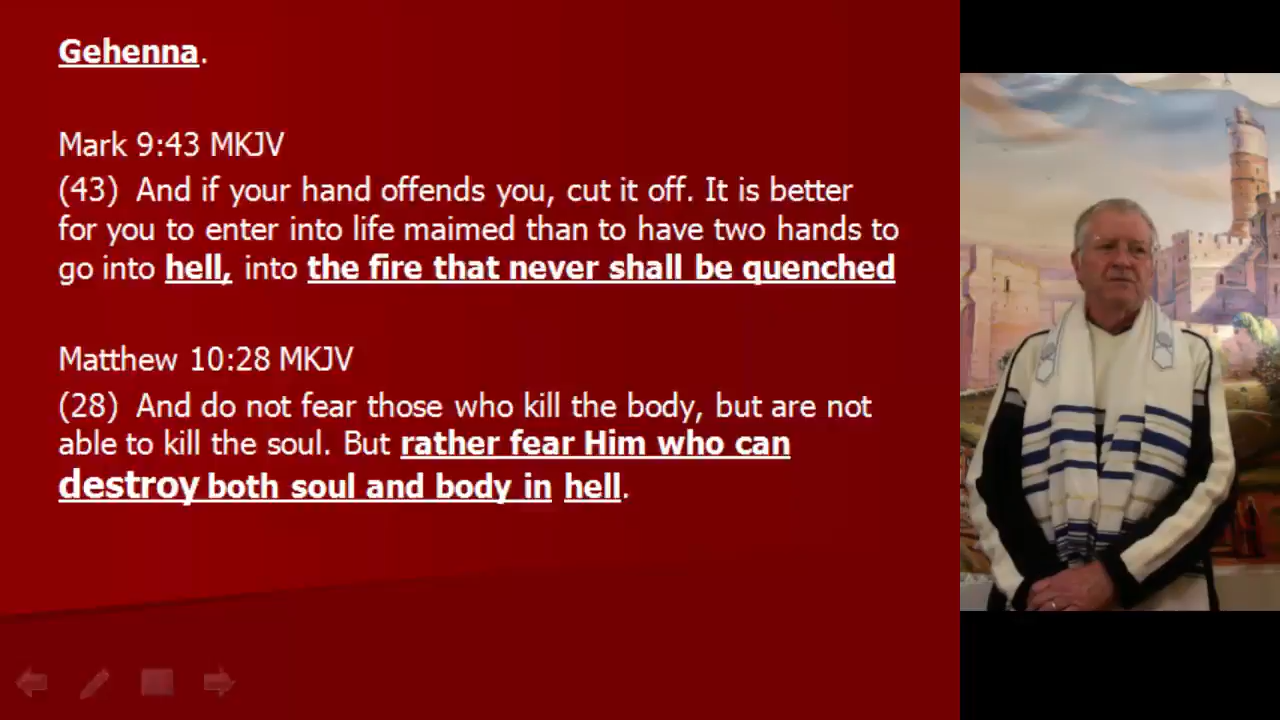 Gehenna.
Mark 9:43 MKJV
(43) And if your hand offends you, cut it off. It is better
for you to enter into life maimed than to have two hands to
go into hell, into the fire that never shall be quenched
Matthew 10:28 MKJV
(28) And do not fear those who kill the body, but are not
able to kill the soul. But rather fear Him who can
destroy both soul and body in hell.